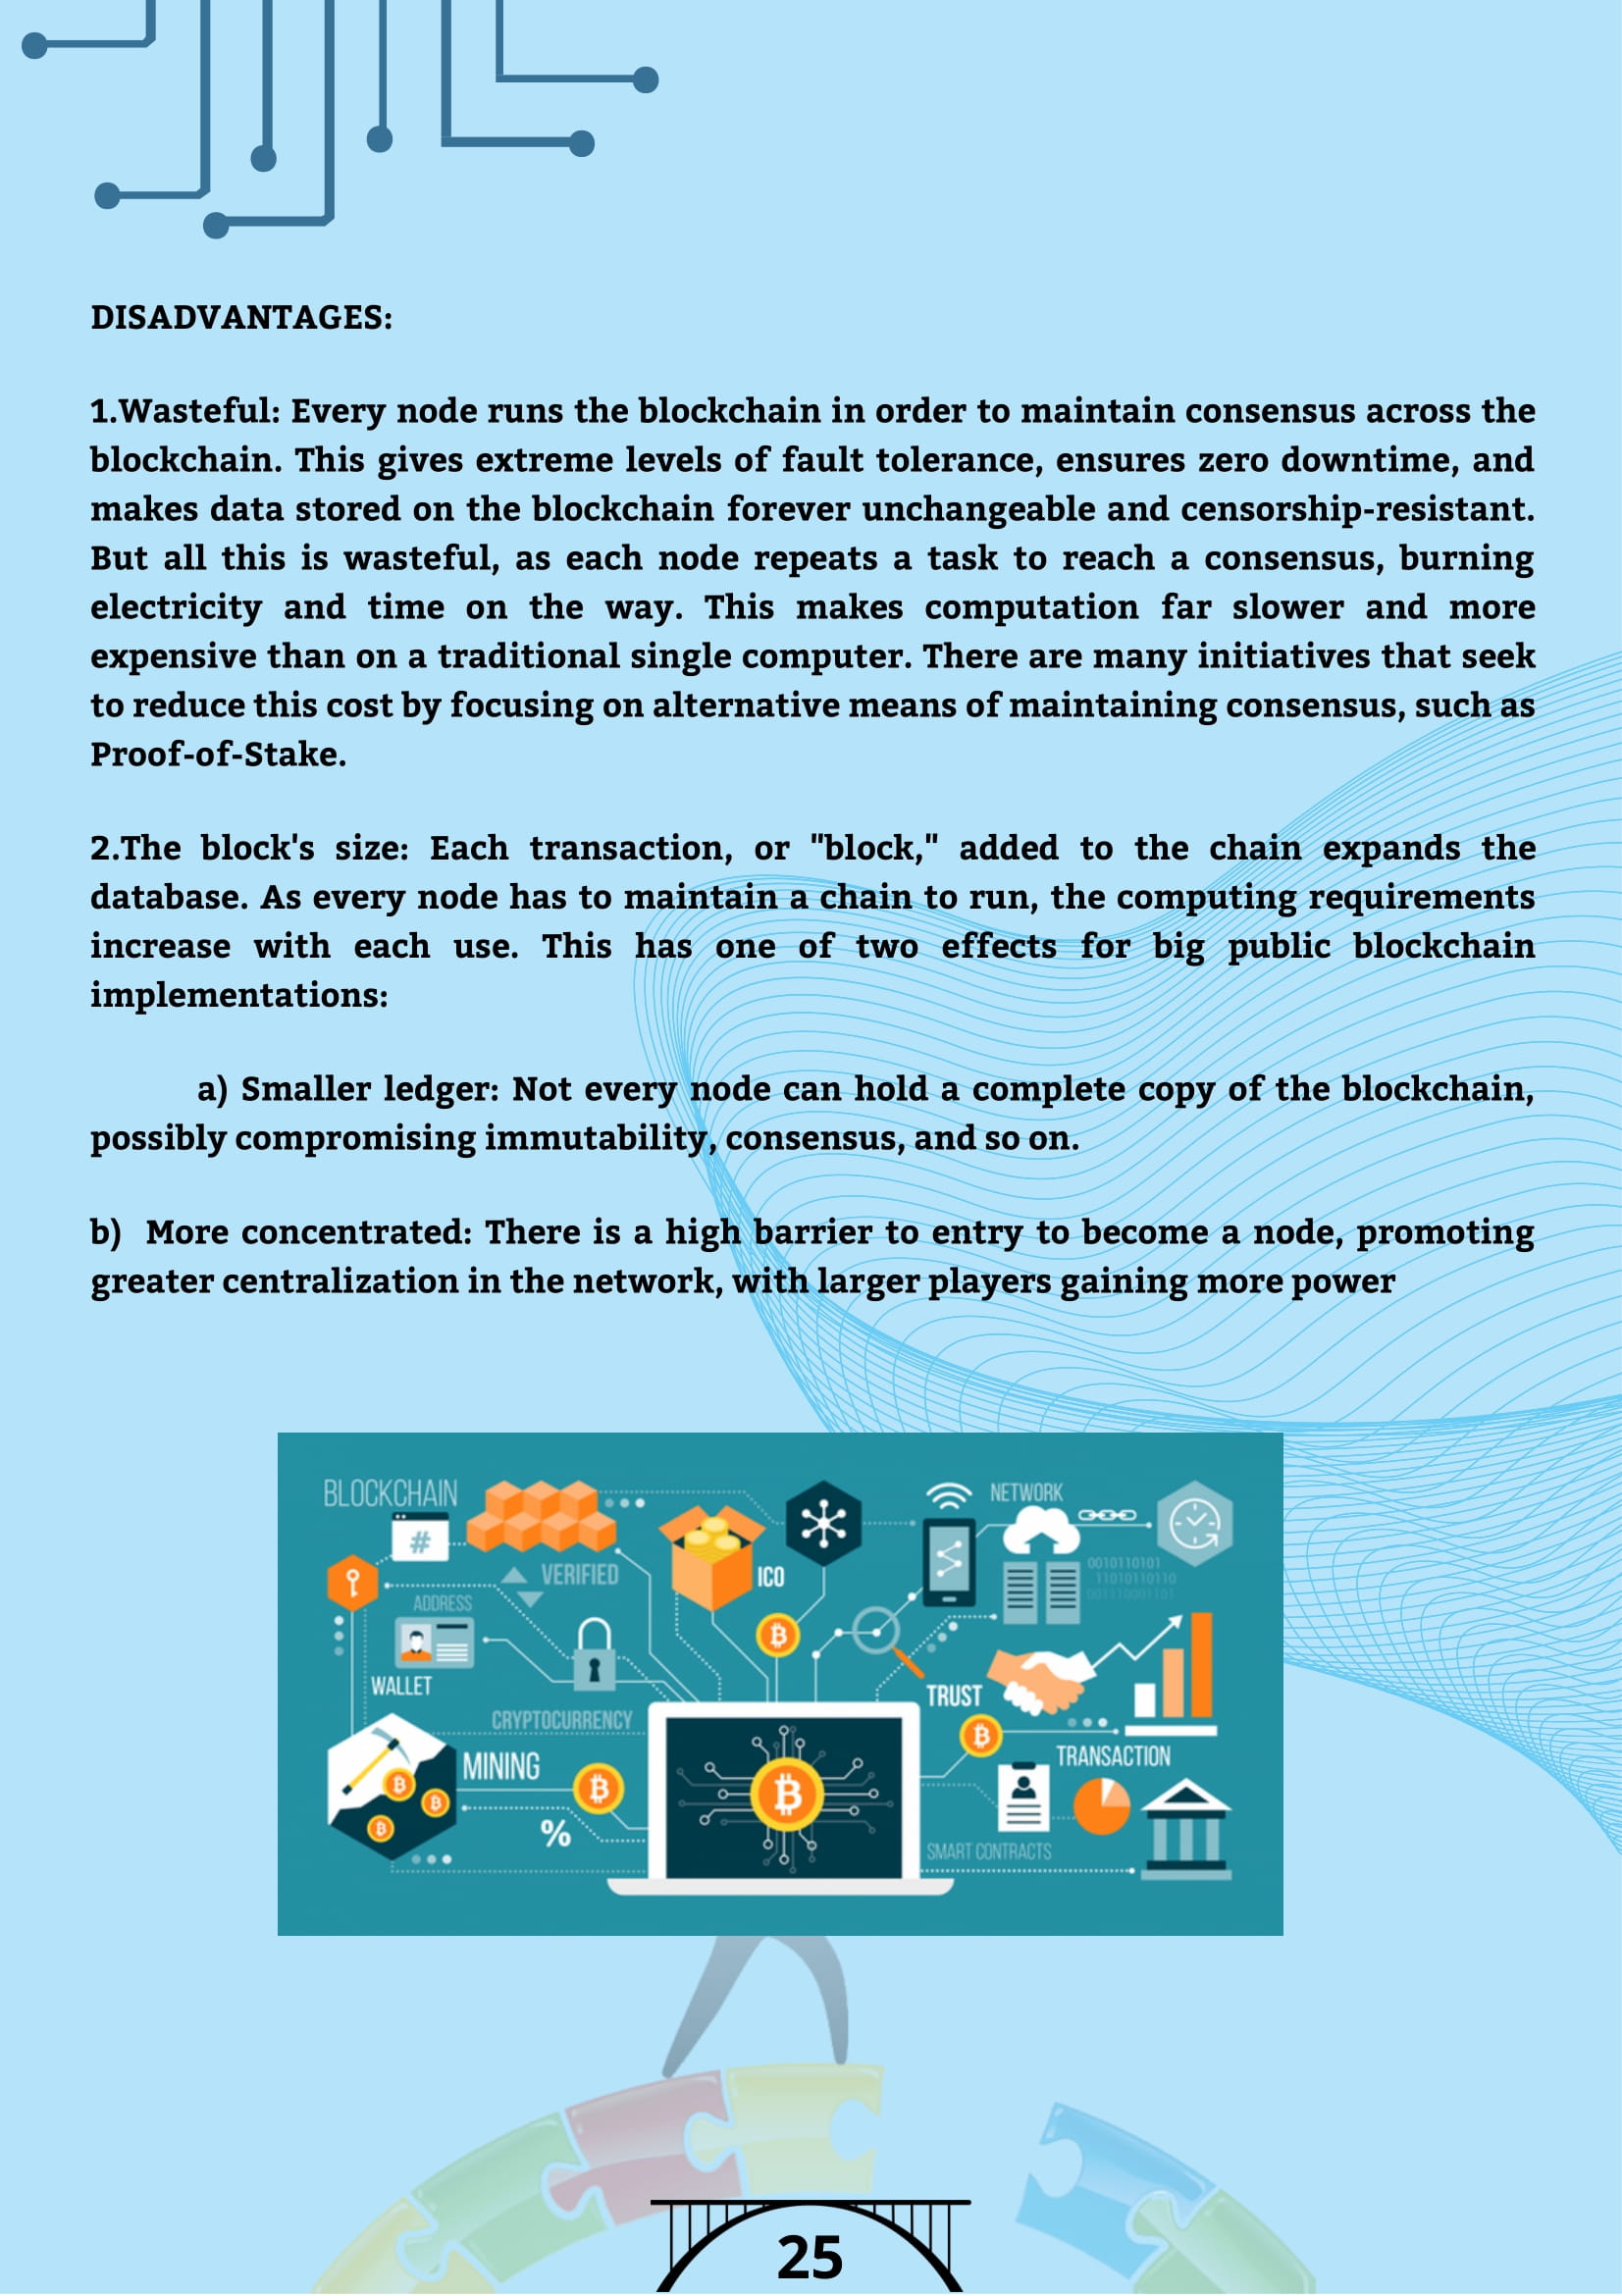 DISADVANTAGES:
1.Wasteful: Every node runs the blockchain in order to maintain consensus across the
blockchain. This gives extreme levels of fault tolerance, ensures zero downtime, and
makes data stored on the blockchain forever unchangeable and censorship-resistant.
But all this is wasteful, as each node repeats a task to reach a consensus, burning
electricity and time on the way. This makes computation far slower and more
expensive than on a traditional single computer. There are many initiatives that seek
to reduce this cost by focusing on alternative means of maintaining consensus, such as
Proof-of-Stake.
2.The block's size: Each transaction, or "block," added to the chain expands the
database. As every node has to maintain a chain to run, the computing requirements
increase with each use. This has one of two effects for big public blockchain
implementations:
a) Smaller ledger: Not every node can hold a complete copy of the blockchain,
possibly compromising immutability, consensus, and so on.
b) More concentrated: There is a high barrier to entry to become a node, promoting
greater centralization in the network, with larger players gaining more power
BLOCKCHAIN
NETWORK
#
0010110101
11010110110
VERIFIED
ICO
ADDRESS
WALLET
TRUST
CRYPTOCURRENCY
MINING
TRANSACTION
%
SMART CONTRACTS
25